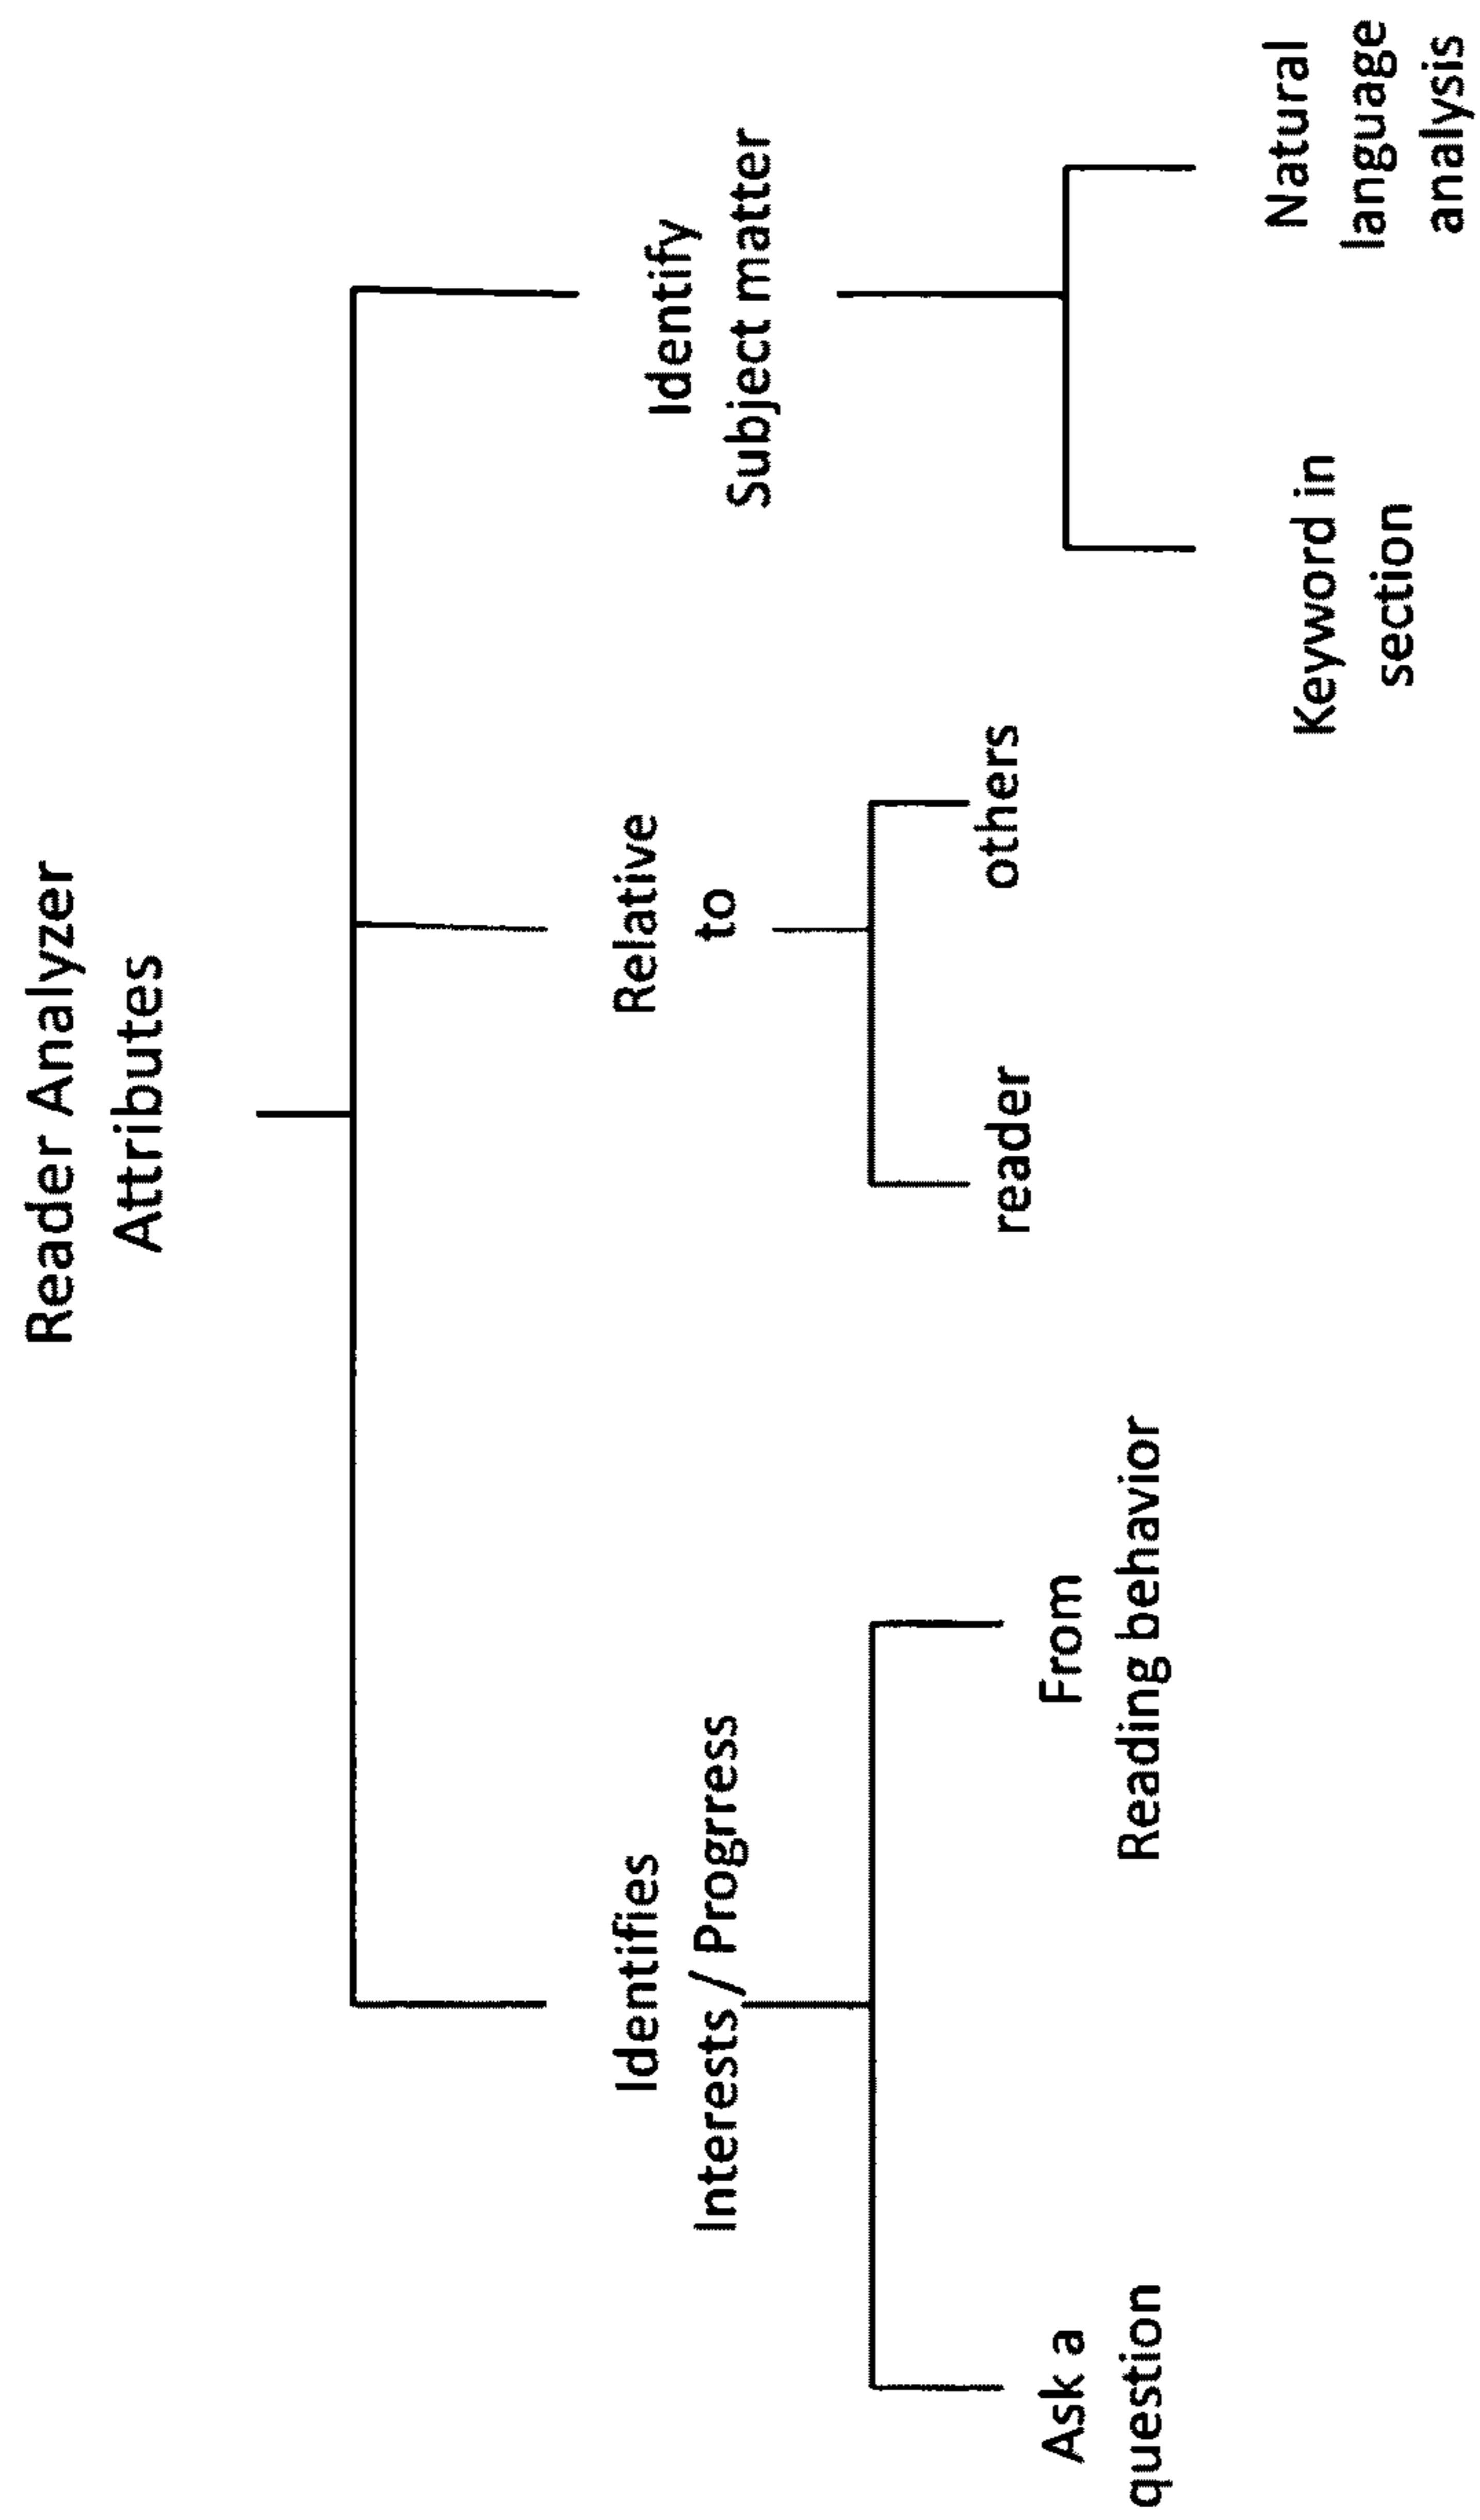 Reader Analyzer
Attributes
Identifies
Interests / Progress
Relative
to
Identify
Subject matter
Ask a
question
From
Reading behavior
reader
others
Keyword in
section
Natural
language
analysis